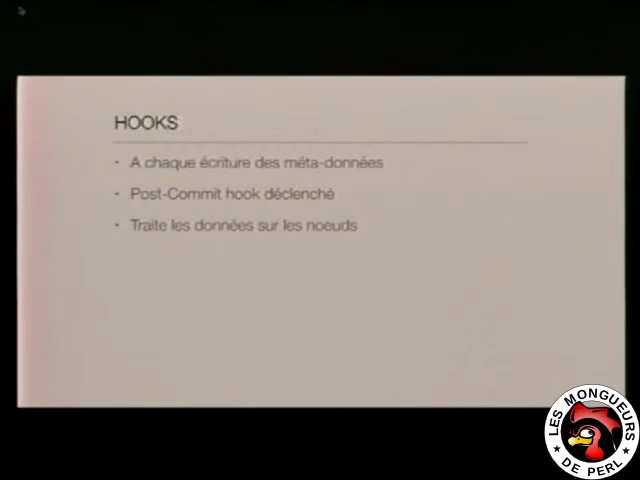 HOOKS
• A chaque écriture des méta-données
• Post-Commit hook déclenché
• Traite les données sur les noeuds
LES MONGUEURS
★ DE PERL ★